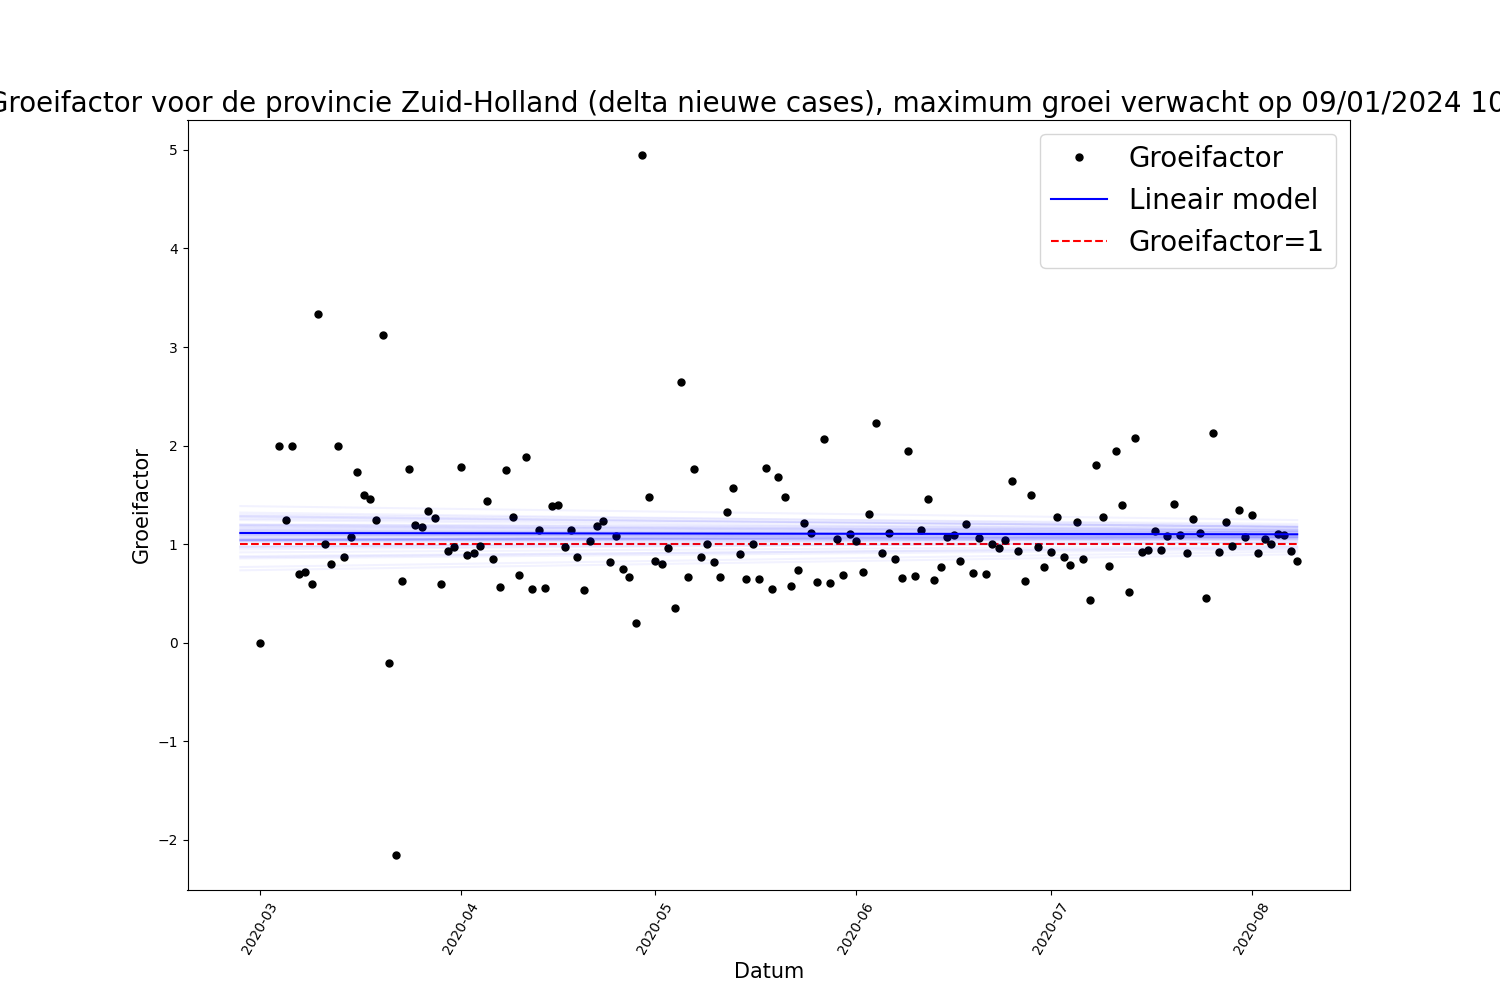 Groeifactor voor de provincie Zuid-Holland (delta nieuwe cases), maximum groei verwacht op 09/01/2024 10
Groeifactor
Lineair model
Groeifactor=1
5
4
3
2
1
0
−1
−2
Groeifactor
2020-03
2020-04
2020-05
2020-06
2020-07
2020-08
Datum